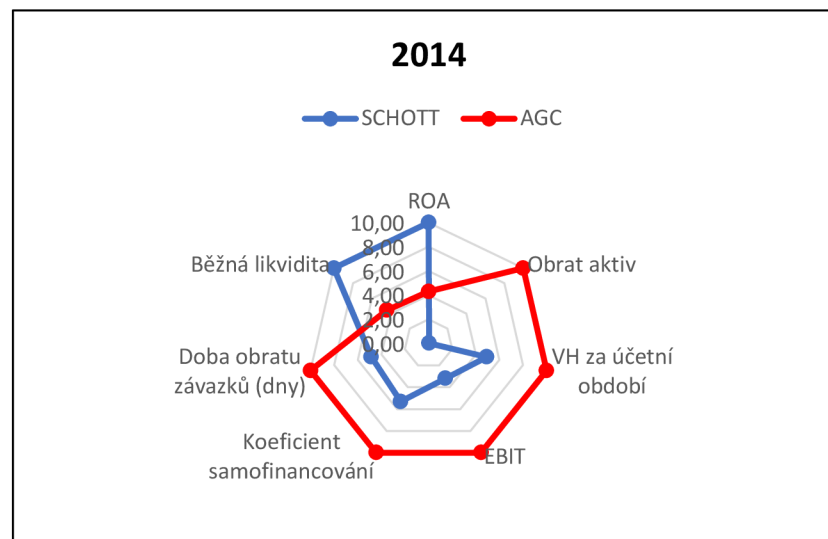 2014
SCHOTT
AGC
ROA
10,00
8,00
6,00
4,00
2,00
0,00
Obrat aktiv
VH za účetní
období
EBIT
Koeficient
samofinancování
Doba obratu
závazků (dny)
Běžná likvidita